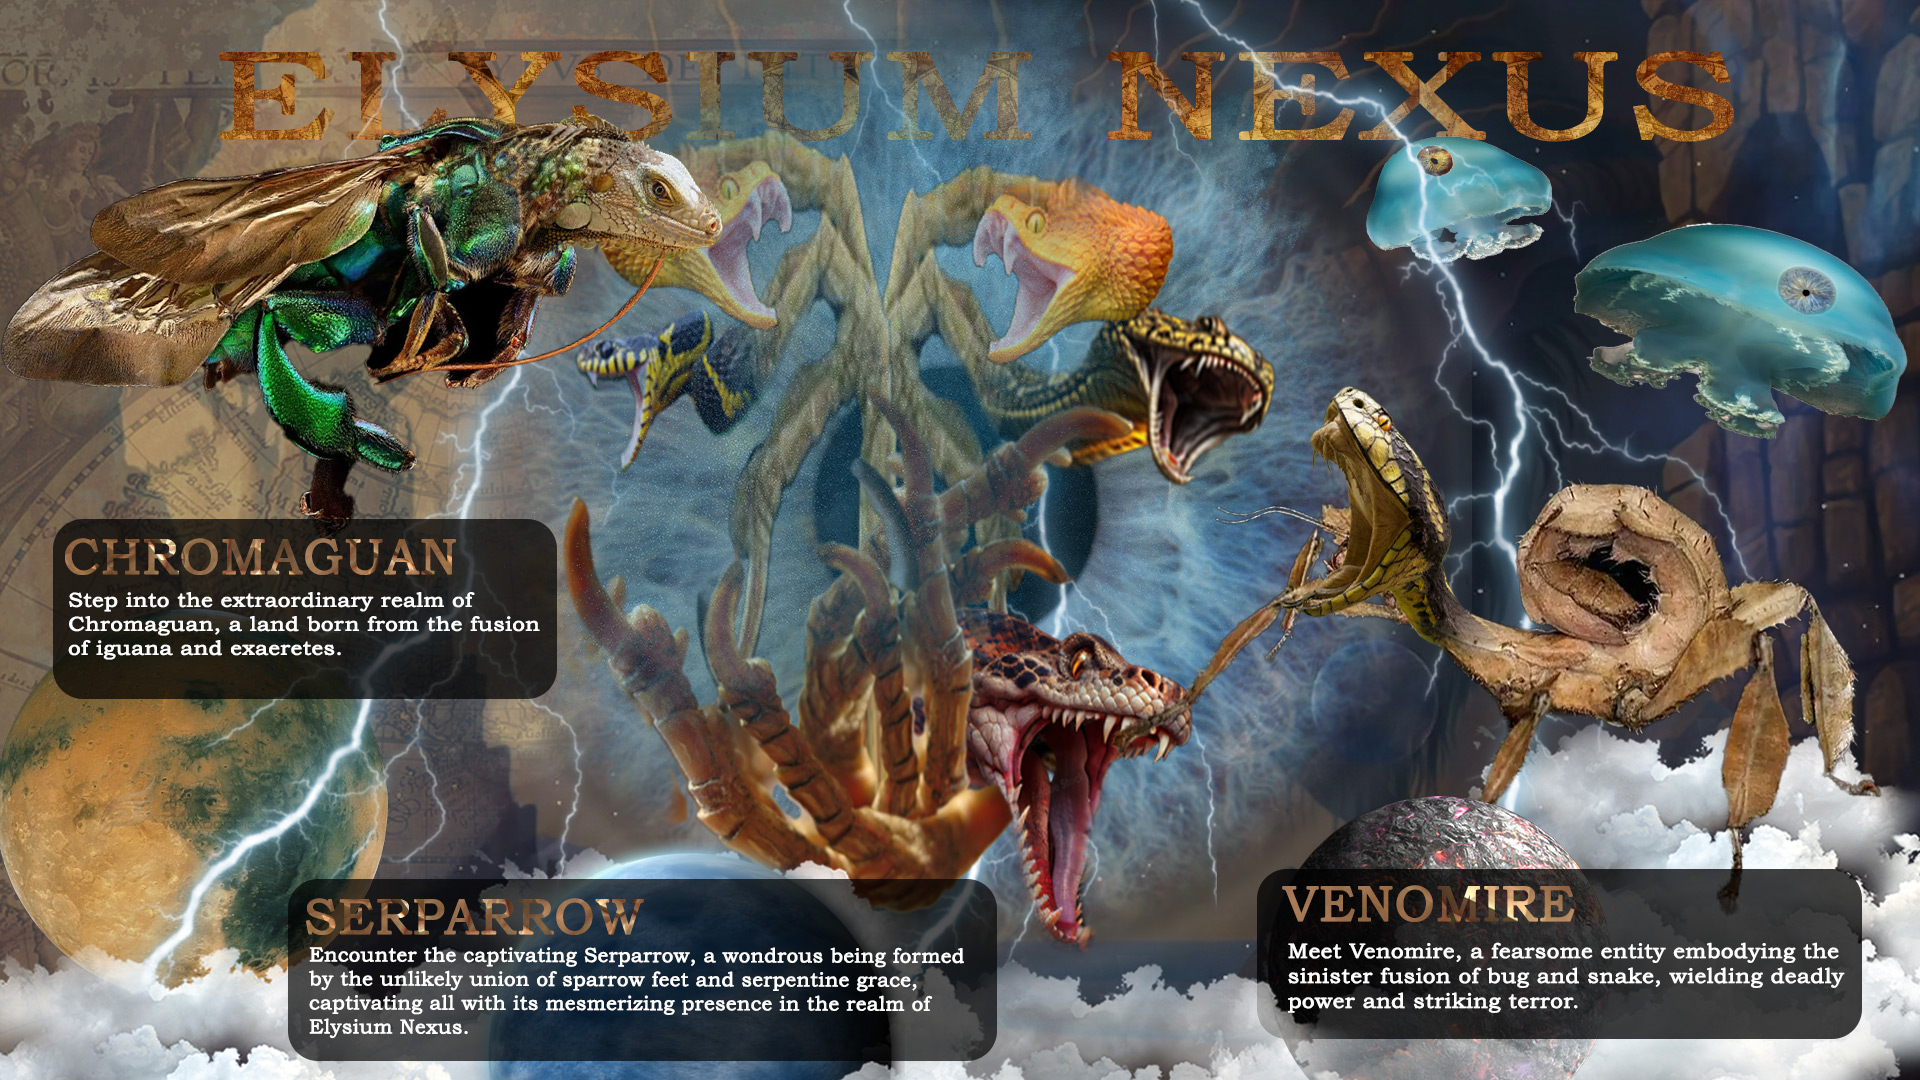 ELYSIUM NEXUS
CHROMAGUAN
Step into the extraordinary realm of
Chromaguan, a land born from the fusion
of iguana and exaeretes.
SERPARROW
Encounter the captivating Serparrow, a wondrous being formed
by the unlikely union of sparrow feet and serpentine grace,
captivating all with its mesmerizing presence in the realm of
Elysium Nexus.
VENOMIRE
Meet Venomire, a fearsome entity embodying the
sinister fusion of bug and snake, wielding deadly
power and striking terror.